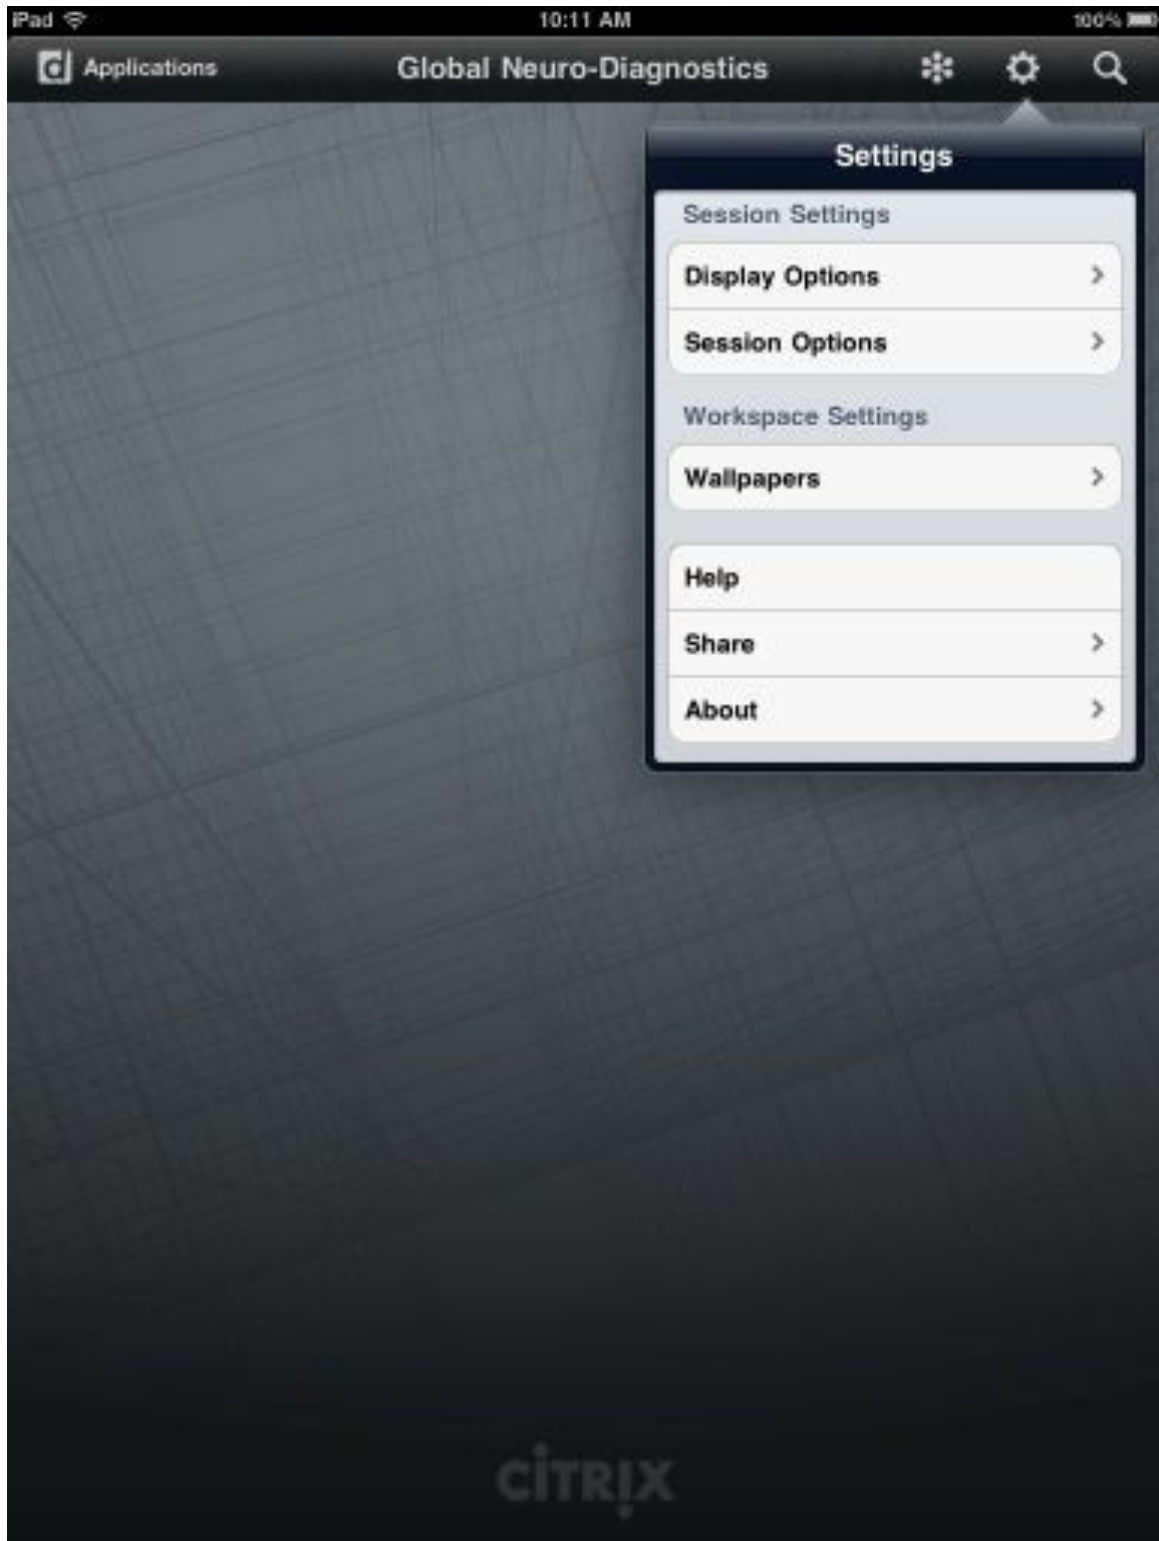 iPad 10:11 AM 100%
Applications Global Neuro-Diagnostics
Settings
Session Settings
Display Options
Session Options
Workspace Settings
Wallpapers
Help
Share
About
CITRIX